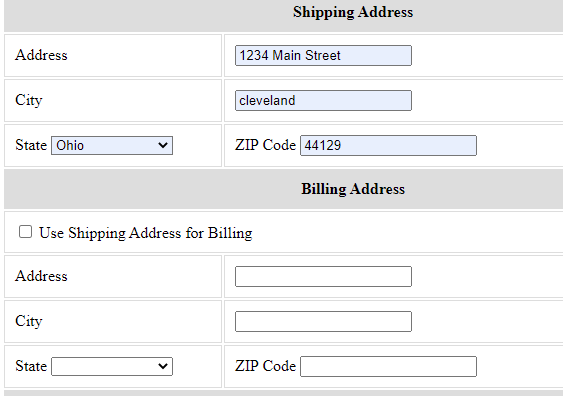 Shipping Address
Address 1234 Main Street
City cleveland
State Ohio ZIP Code 44129
Billing Address
Use Shipping Address for Billing
Address
City
State ZIP Code